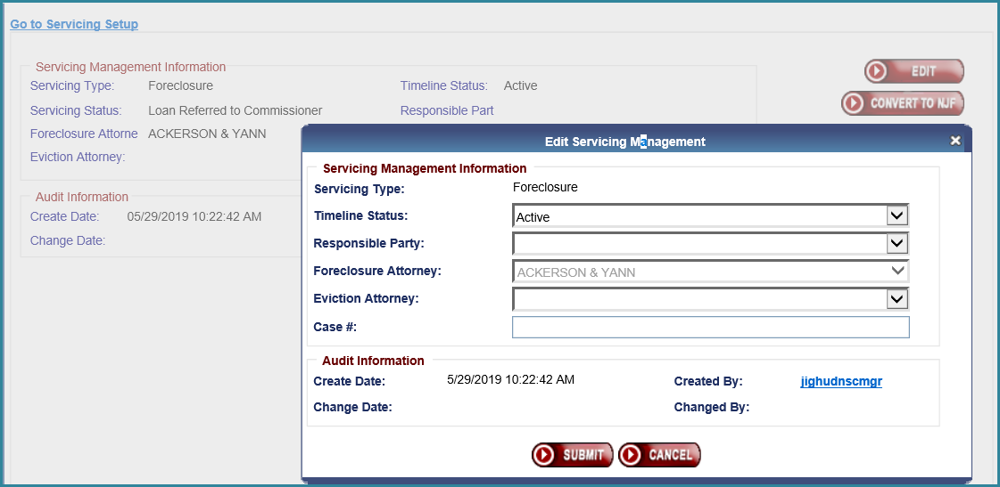 Go to Servicing Setup
Servicing Management Information
Servicing Type: Foreclosure Timeline Status: Active
EDIT
Servicing Status: Loan Referred to Commissioner Responsible Part
CONVERT TO NJF
Foreclosure Attorne ACKERSON & YANN
Eviction Attorney:
Audit Information
Create Date: 05/29/2019 10:22:42 AM
Change Date:
Edit Servicing Management
Servicing Management Information
Servicing Type: Foreclosure
Timeline Status: Active
Responsible Party:
Foreclosure Attorney: ACKERSON & YANN
Eviction Attorney:
Case #:
Audit Information
Create Date: 5/29/2019 10:22:42 AM Created By: jighudnscmgr
Change Date: Changed By:
SUBMIT CANCEL